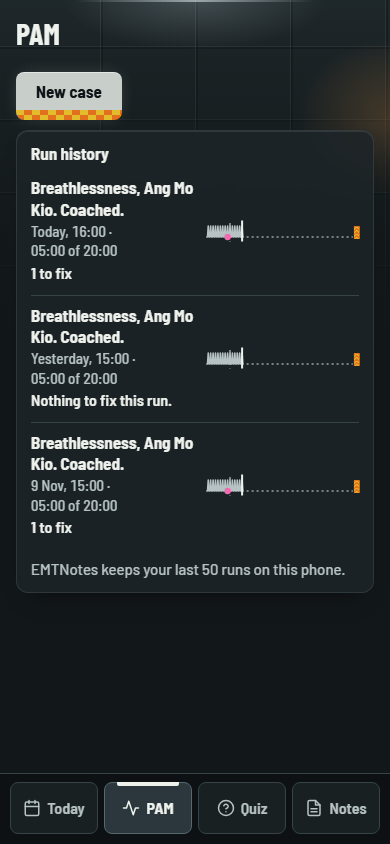 PAM
New case
Run history
Breathlessness, Ang Mo
Kio. Coached.
Today, 16:00 ·
05:00 of 20:00
1 to fix
Breathlessness, Ang Mo
Kio. Coached.
Yesterday, 15:00 ·
05:00 of 20:00
Nothing to fix this run.
Breathlessness, Ang Mo
Kio. Coached.
9 Nov, 15:00 ·
05:00 of 20:00
1 to fix
EMTNotes keeps your last 50 runs on this phone.
Today
PAM
Quiz
Notes